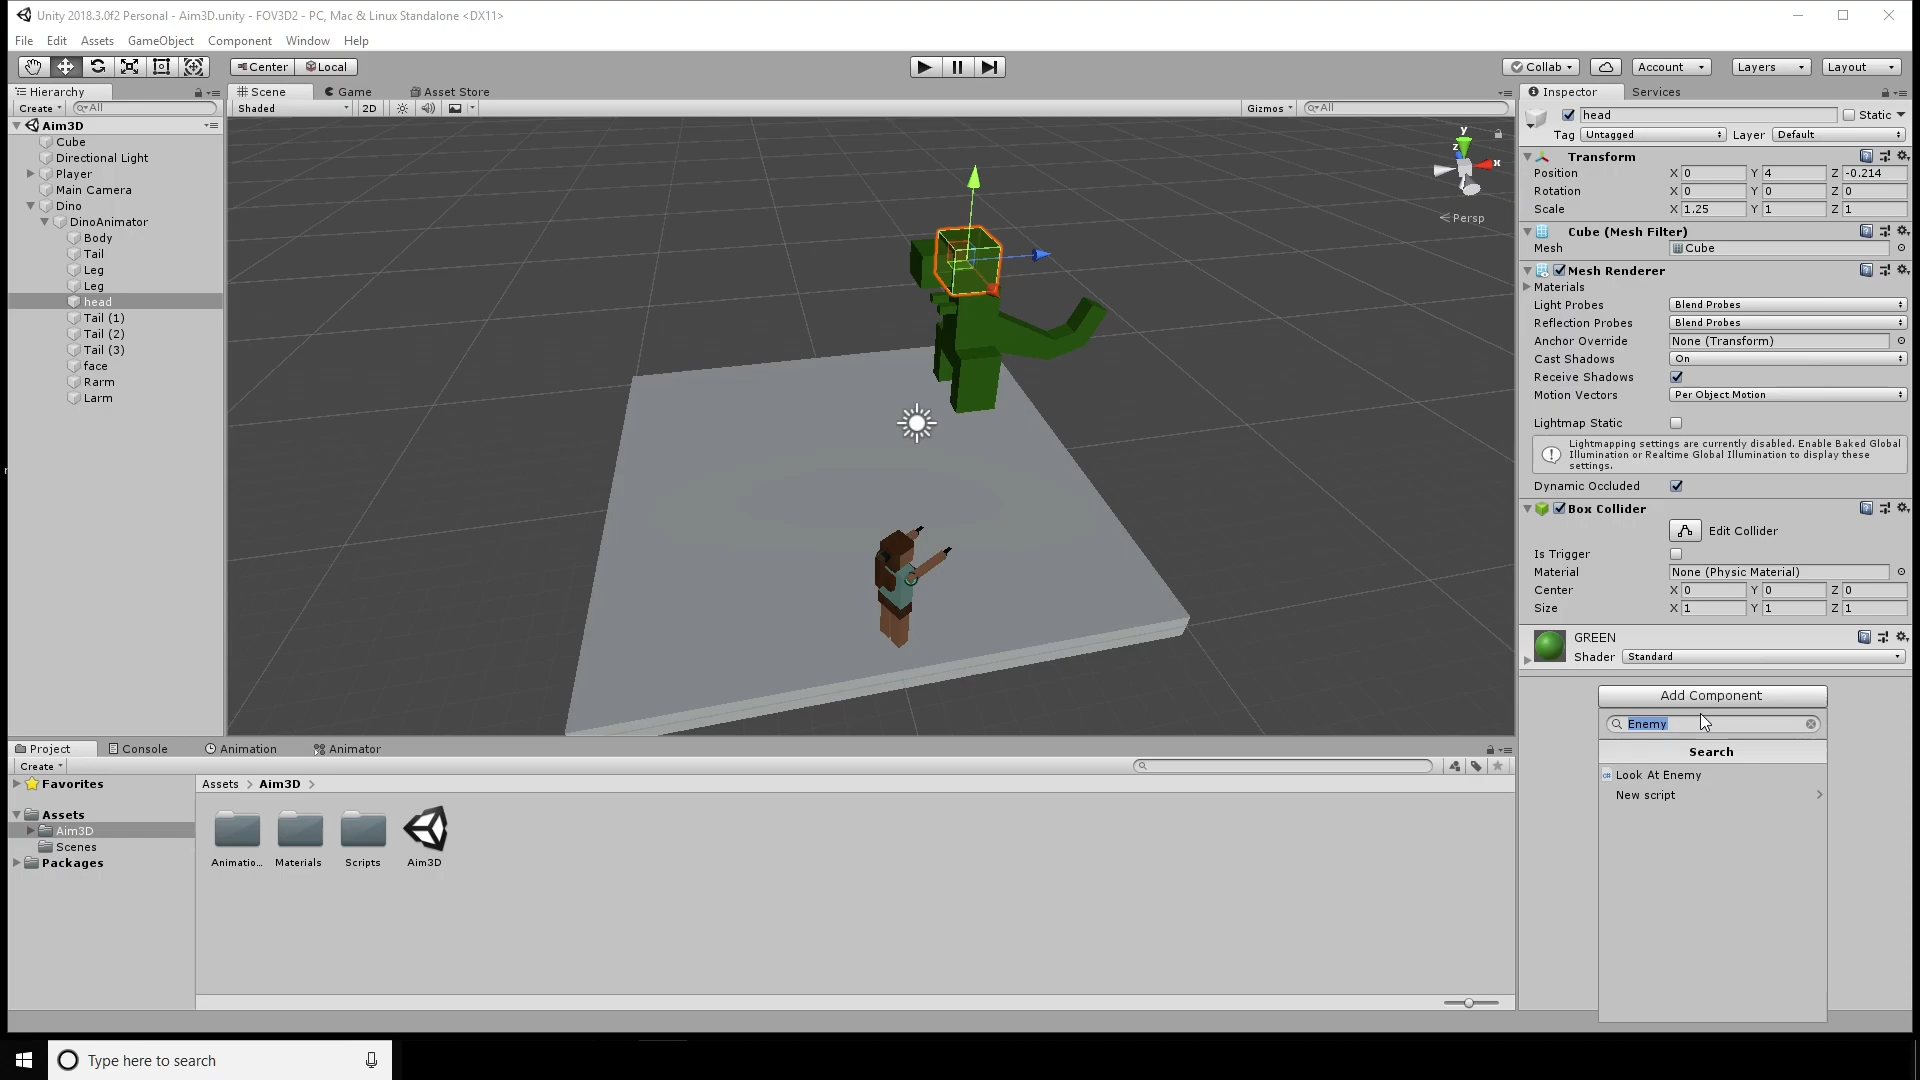 Unity 2018.3.0f2 Personal - Aim3D.unity - FOV3D2 - PC, Mac & Linux Standalone <DX11>
File Edit Assets GameObject Component Window Help
Center Local
Collab Account Layers Layout
Hierarchy
Create All
Aim3D
Cube
Directional Light
Player
Main Camera
Dino
DinoAnimator
Body
Tail
Leg
Leg
head
Tail (1)
Tail (2)
Tail (3)
face
Rarm
Larm
Scene Game Asset Store
Shaded 2D Gizmos All
y
z x
Persp
Inspector Services
head Static
Tag Untagged Layer Default
Transform
Position X 0 Y 4 Z -0.214
Rotation X 0 Y 0 Z 0
Scale X 1.25 Y 1 Z 1
Cube (Mesh Filter)
Mesh Cube
Mesh Renderer
Materials
Light Probes Blend Probes
Reflection Probes Blend Probes
Anchor Override None (Transform)
Cast Shadows On
Receive Shadows
Motion Vectors Per Object Motion
Lightmap Static
Lightmapping settings are currently disabled. Enable Baked Global
Illumination or Realtime Global Illumination to display these
settings.
Dynamic Occluded
Box Collider
Edit Collider
Is Trigger
Material None (Physic Material)
Center X 0 Y 0 Z 0
Size X 1 Y 1 Z 1
GREEN
Shader Standard
Add Component
Enemy
Search
Look At Enemy
New script
Project Console Animation Animator
Create
Favorites
Assets
Aim3D
Scenes
Packages
Assets Aim3D
Animatio... Materials Scripts Aim3D
Type here to search